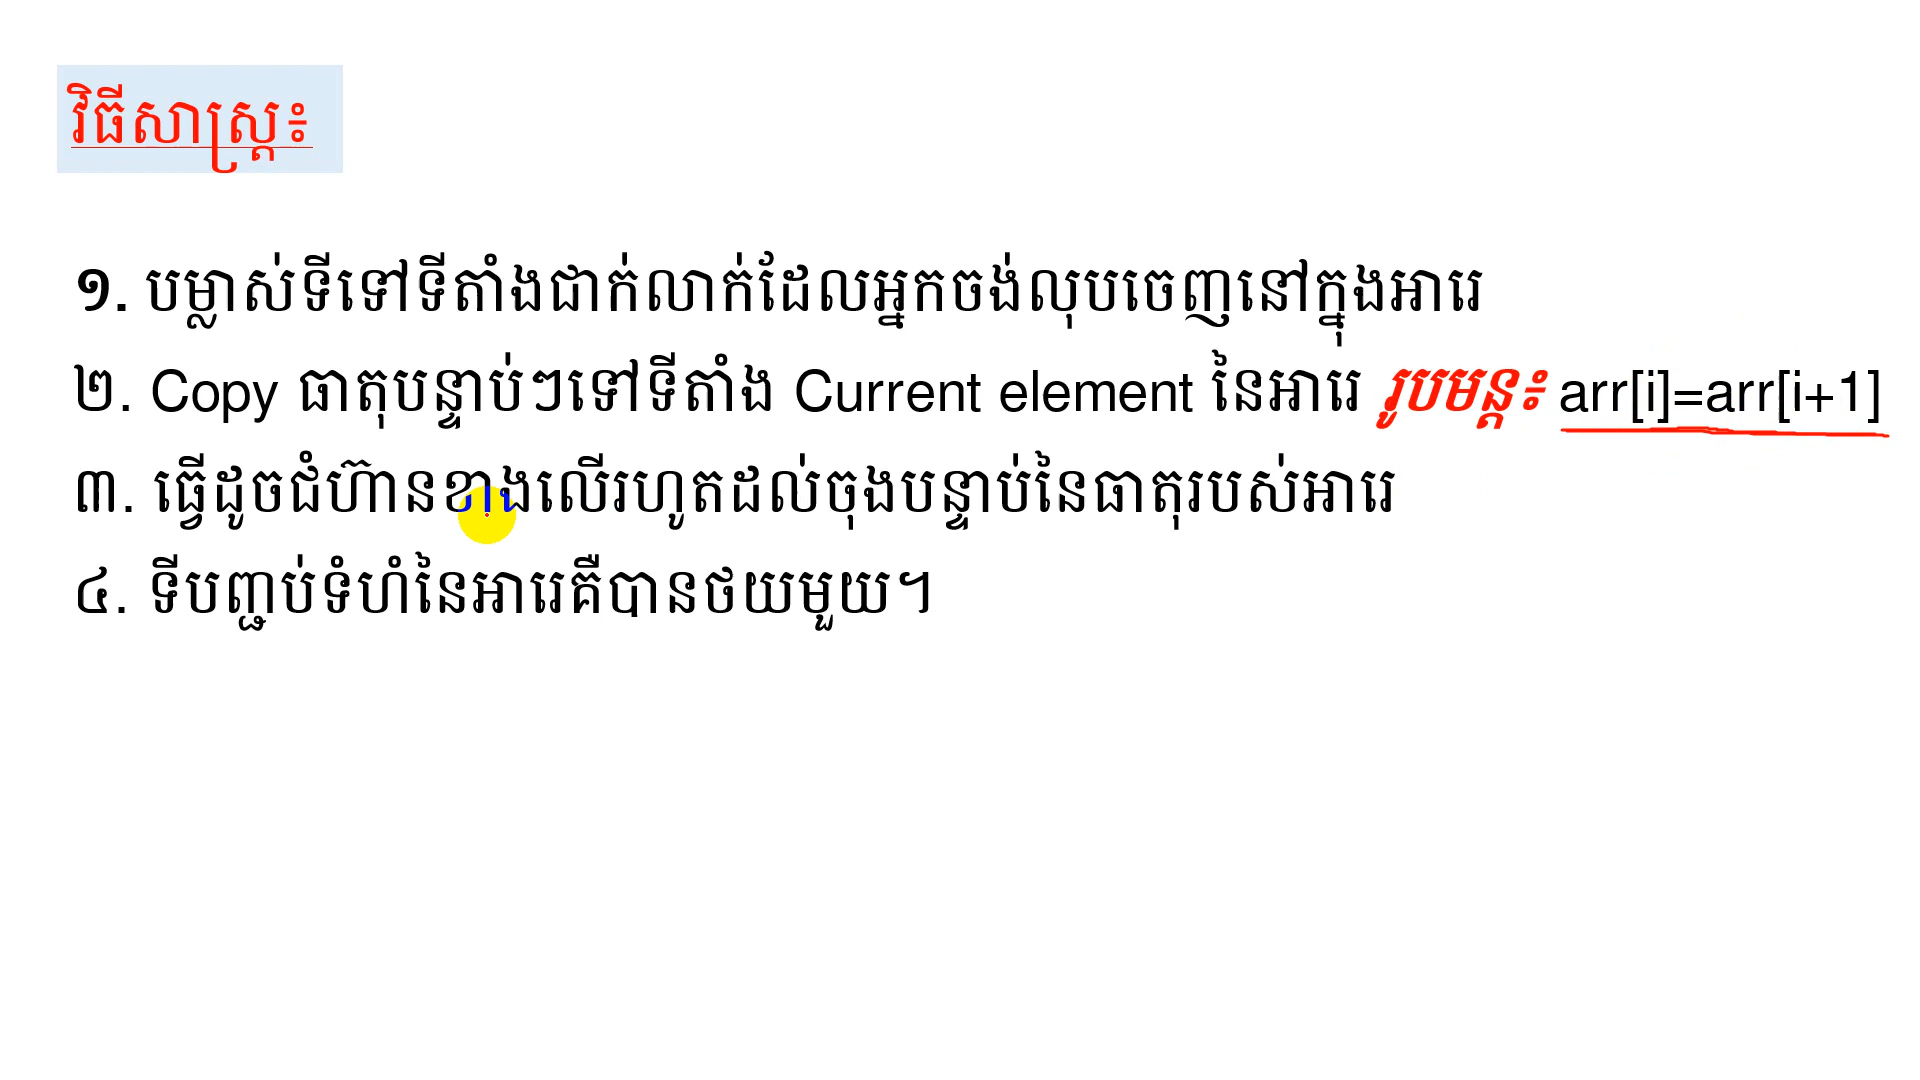 វិធីសាស្ត្រ៖
១. បម្លាស់ទីទៅទីតាំងជាក់លាក់ដែលអ្នកចង់លុបចេញនៅក្នុងអារេ
២. Copy ធាតុបន្ទាប់ៗទៅទីតាំង Current element នៃអារេ រូបមន្ត៖ arr[i]=arr[i+1]
៣. ធ្វើដូចជំហ៊ានខាងលើរហូតដល់ចុងបន្ទាប់នៃធាតុរបស់អារេ
៤. ទីបញ្ជប់ទំហំនៃអារេគឺបានថយមួយ។